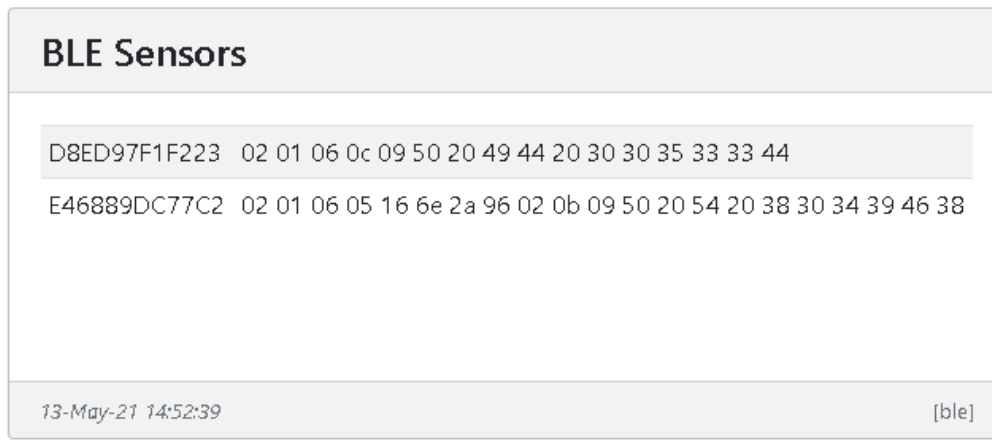 BLE Sensors
D8ED97F1F223 02 01 06 0c 09 50 20 49 44 20 30 30 35 33 33 44
E46889DC77C2 02 01 06 05 16 6e 2a 96 02 0b 09 50 20 54 20 38 30 34 39 46 38
13-May-21 14:52:39 [ble]